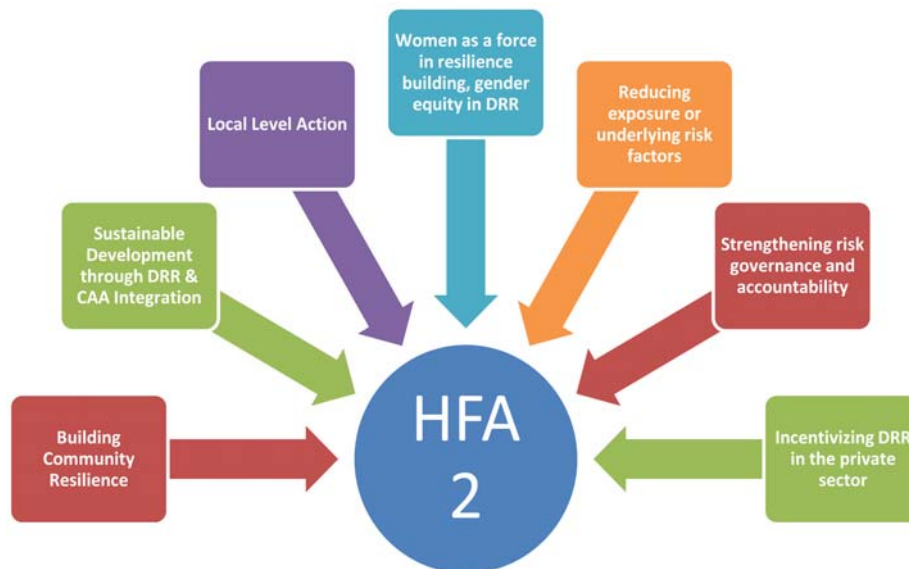 Building
Community
Resilience
Sustainable
Development
through DRR &
CAA Integration
Local Level Action
Women as a force
in resilience
building, gender
equity in DRR
Reducing
exposure or
underlying risk
factors
Strengthening risk
governance and
accountability
Incentivizing DRR
in the private
sector
HFA
2